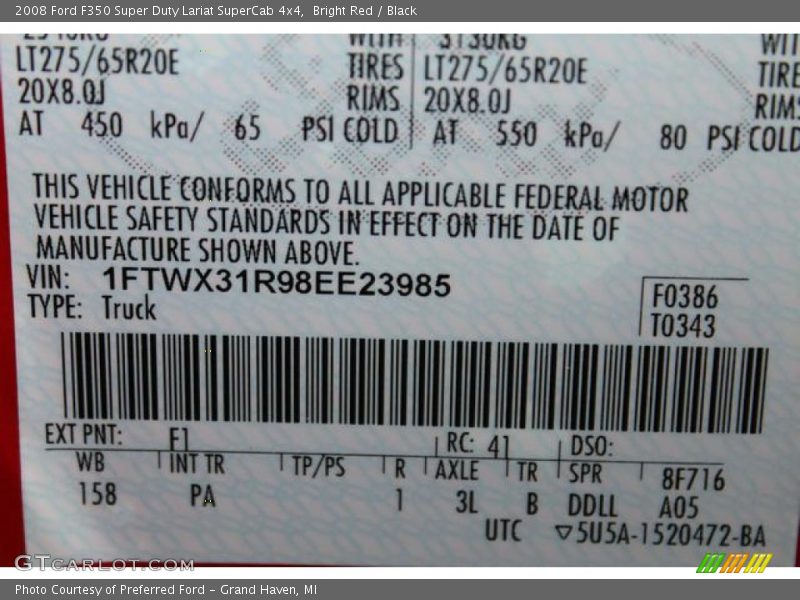 2008 Ford F350 Super Duty Lariat SuperCab 4x4, Bright Red / Black
WITH 3130KG WIT
LT275/65R20E TIRES LT275/65R20E TIRE
20X8.0J RIMS 20X8.0J RIMS
AT 450 kPa/ 65 PSI COLD AT 550 kPa/ 80 PSI COLD
THIS VEHICLE CONFORMS TO ALL APPLICABLE FEDERAL MOTOR
VEHICLE SAFETY STANDARDS IN EFFECT ON THE DATE OF
MANUFACTURE SHOWN ABOVE.
VIN: 1FTWX31R98EE23985
TYPE: Truck
F0386
T0343
EXT PNT: F1 RC: 41 DSO:
WB INT TR TP/PS R AXLE TR SPR 8F716
158 PA 1 3L B DDLL A05
UTC ▽5U5A-1520472-BA
GTCarLot.com
Photo Courtesy of Preferred Ford - Grand Haven, MI